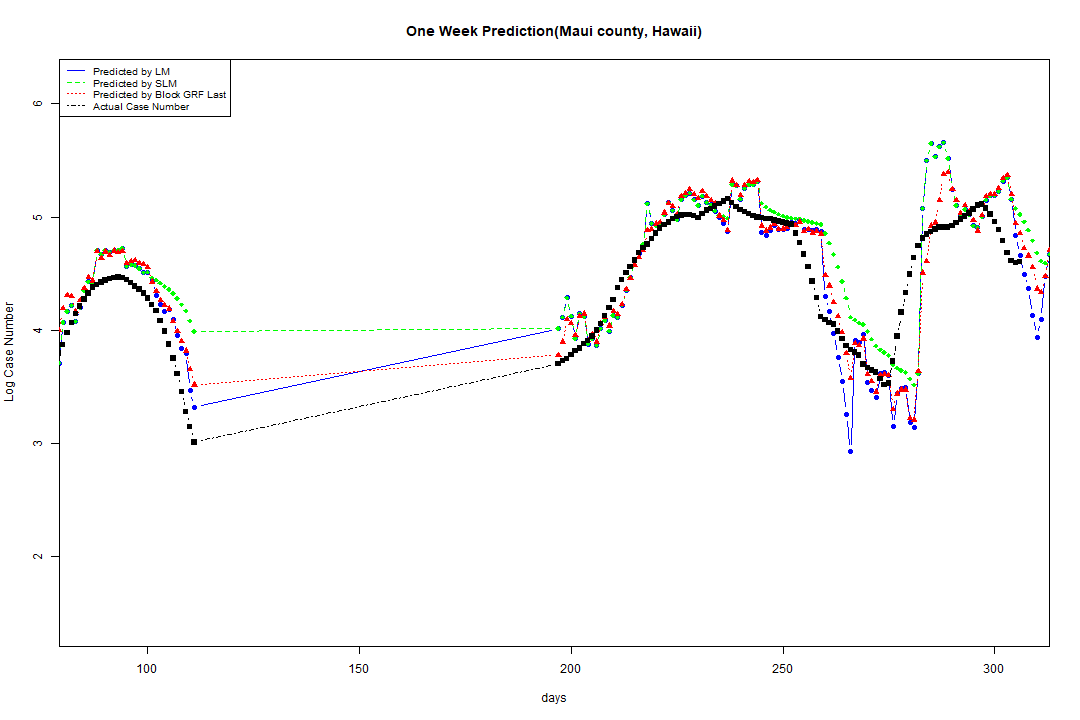 One Week Prediction(Maui county, Hawaii)
Predicted by LM
Predicted by SLM
Predicted by Block GRF Last
Actual Case Number
Log Case Number
6
5
4
3
2
100 150 200 250 300
days